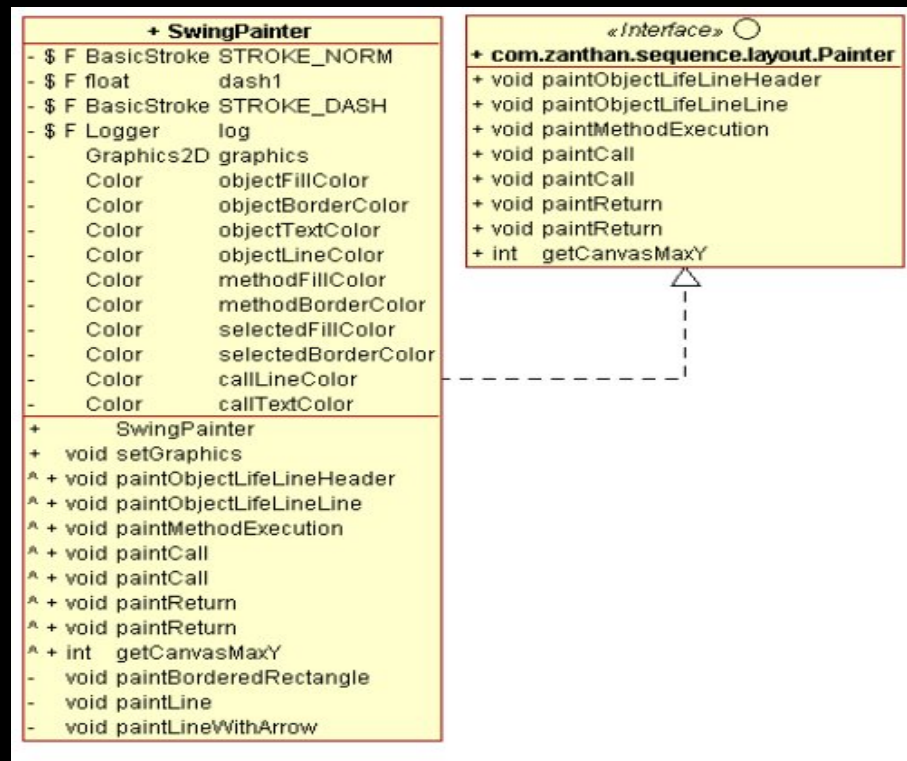 + SwingPainter
- $ F BasicStroke STROKE_NORM
- $ F float dash1
- $ F BasicStroke STROKE_DASH
- $ F Logger log
- Graphics2D graphics
- Color objectFillColor
- Color objectBorderColor
- Color objectTextColor
- Color objectLineColor
- Color methodFillColor
- Color methodBorderColor
- Color selectedFillColor
- Color selectedBorderColor
- Color callLineColor
- Color callTextColor
+ SwingPainter
+ void setGraphics
^ + void paintObjectLifeLineHeader
^ + void paintObjectLifeLineLine
^ + void paintMethodExecution
^ + void paintCall
^ + void paintCall
^ + void paintReturn
^ + void paintReturn
^ + int getCanvasMaxY
- void paintBorderedRectangle
- void paintLine
- void paintLineWithArrow
«Interface»
+ com.zanthan.sequence.layout.Painter
+ void paintObjectLifeLineHeader
+ void paintObjectLifeLineLine
+ void paintMethodExecution
+ void paintCall
+ void paintCall
+ void paintReturn
+ void paintReturn
+ int getCanvasMaxY